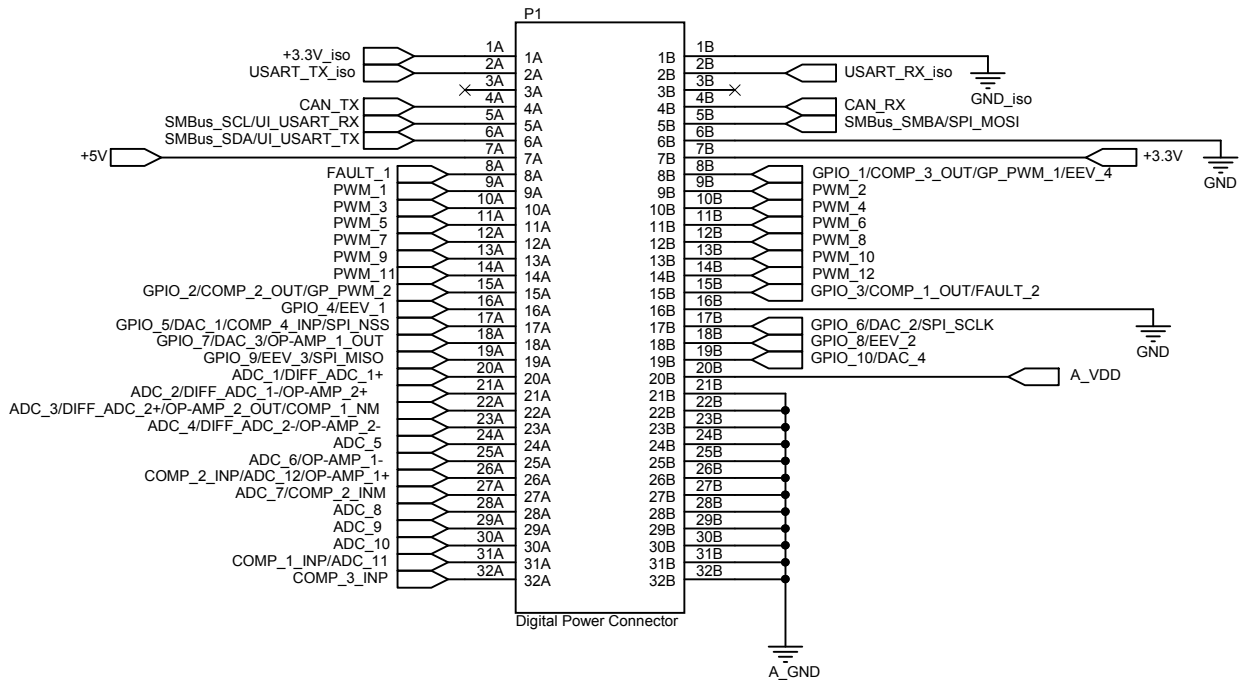 P1
1A 1A 1B 1B
+3.3V_iso
2A 2A 2B 2B
USART_TX_iso USART_RX_iso
3A 3A 3B 3B
GND_iso
4A 4A 4B 4B
CAN_TX CAN_RX
5A 5A 5B 5B
SMBus_SCL/UI_USART_RX SMBus_SMBA/SPI_MOSI
6A 6A 6B 6B
SMBus_SDA/UI_USART_TX
7A 7A 7B 7B
+5V +3.3V
GND
8A 8A 8B 8B
FAULT_1 GPIO_1/COMP_3_OUT/GP_PWM_1/EEV_4
9A 9A 9B 9B
PWM_1 PWM_2
10A 10A 10B 10B
PWM_3 PWM_4
11A 11A 11B 11B
PWM_5 PWM_6
12A 12A 12B 12B
PWM_7 PWM_8
13A 13A 13B 13B
PWM_9 PWM_10
14A 14A 14B 14B
PWM_11 PWM_12
15A 15A 15B 15B
GPIO_2/COMP_2_OUT/GP_PWM_2 GPIO_3/COMP_1_OUT/FAULT_2
16A 16A 16B 16B
GPIO_4/EEV_1
17A 17A 17B 17B
GPIO_5/DAC_1/COMP_4_INP/SPI_NSS GPIO_6/DAC_2/SPI_SCLK
18A 18A 18B 18B
GPIO_7/DAC_3/OP-AMP_1_OUT GPIO_8/EEV_2
GND
19A 19A 19B 19B
GPIO_9/EEV_3/SPI_MISO GPIO_10/DAC_4
20A 20A 20B 20B
ADC_1/DIFF_ADC_1+ A_VDD
21A 21A 21B 21B
ADC_2/DIFF_ADC_1-/OP-AMP_2+
22A 22A 22B 22B
ADC_3/DIFF_ADC_2+/OP-AMP_2_OUT/COMP_1_NM
23A 23A 23B 23B
ADC_4/DIFF_ADC_2-/OP-AMP_2-
24A 24A 24B 24B
ADC_5
25A 25A 25B 25B
ADC_6/OP-AMP_1-
26A 26A 26B 26B
COMP_2_INP/ADC_12/OP-AMP_1+
27A 27A 27B 27B
ADC_7/COMP_2_INM
28A 28A 28B 28B
ADC_8
29A 29A 29B 29B
ADC_9
30A 30A 30B 30B
ADC_10
31A 31A 31B 31B
COMP_1_INP/ADC_11
32A 32A 32B 32B
COMP_3_INP
Digital Power Connector
A_GND